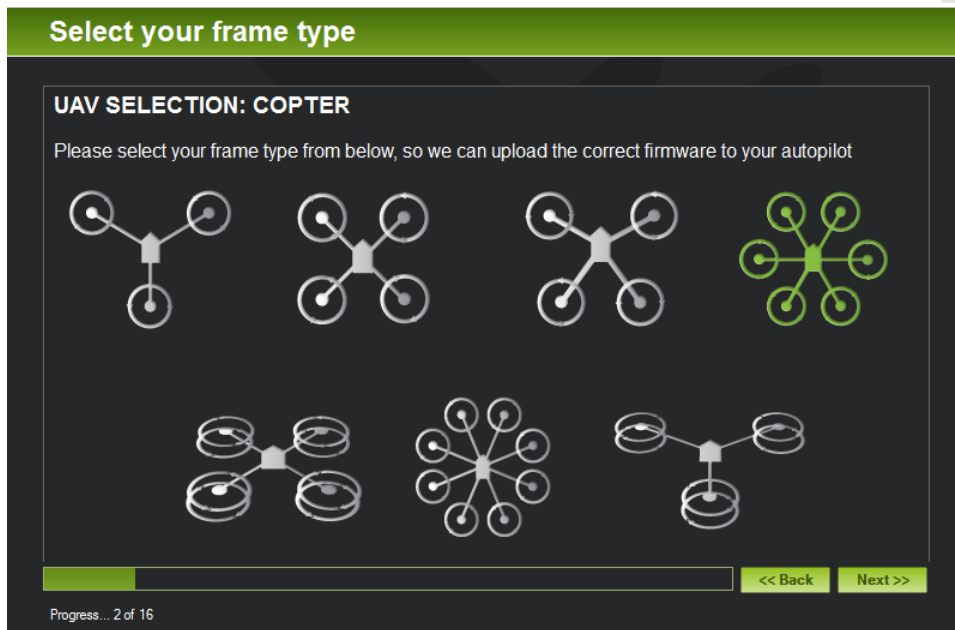 Select your frame type
UAV SELECTION: COPTER
Please select your frame type from below, so we can upload the correct firmware to your autopilot
<< Back
Next >>
Progress... 2 of 16